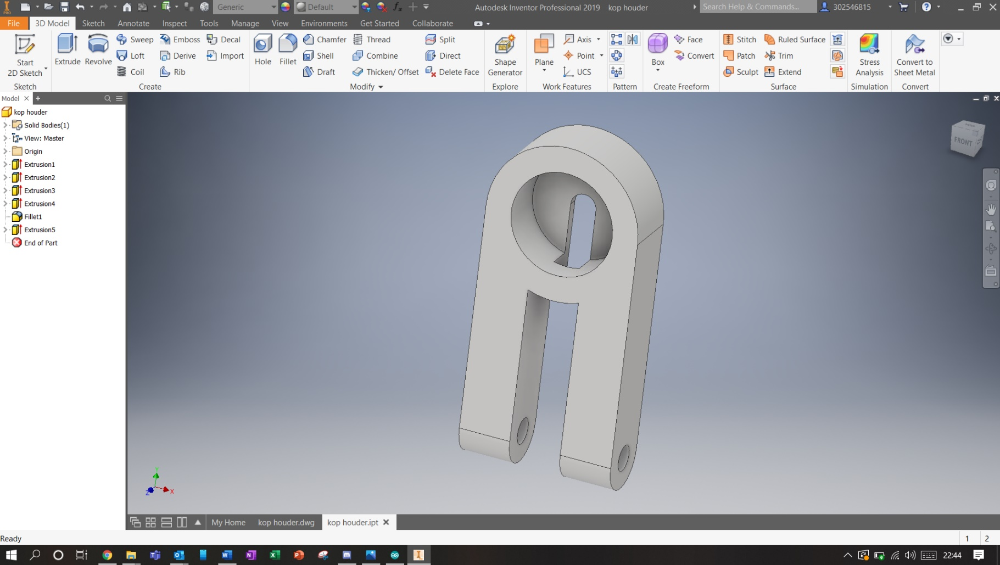 PRO
Generic
Default
fx
Autodesk Inventor Professional 2019 kop houder
Search Help & Commands...
302546815
File 3D Model Sketch Annotate Inspect Tools Manage View Environments Get Started Collaborate
Start
2D Sketch
Sketch
Extrude
Revolve
Sweep
Loft
Coil
Emboss
Derive
Rib
Decal
Import
Create
Hole
Fillet
Chamfer
Shell
Draft
Thread
Combine
Thicken/ Offset
Split
Direct
Delete Face
Modify
Shape
Generator
Explore
Plane
Axis
Point
UCS
Work Features
Pattern
Box
Face
Convert
Create Freeform
Stitch
Patch
Sculpt
Ruled Surface
Trim
Extend
Surface
Stress
Analysis
Simulation
Convert to
Sheet Metal
Convert
Model
kop houder
Solid Bodies(1)
View: Master
Origin
Extrusion1
Extrusion2
Extrusion3
Extrusion4
Fillet1
Extrusion5
End of Part
TOP
FRONT
Y
Z
X
My Home kop houder.dwg kop houder.ipt
Ready
1 2
22:44